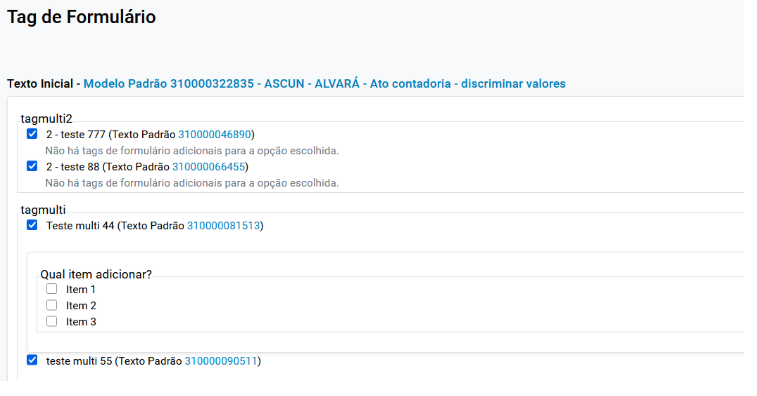 Tag de Formulário
Texto Inicial - Modelo Padrão 310000322835 - ASCUN - ALVARÁ - Ato contadoria - discriminar valores
tagmulti2
2 - teste 777 (Texto Padrão 310000046890)
Não há tags de formulário adicionais para a opção escolhida.
2 - teste 88 (Texto Padrão 310000066455)
Não há tags de formulário adicionais para a opção escolhida.
tagmulti
Teste multi 44 (Texto Padrão 310000081513)
Qual item adicionar?
Item 1
Item 2
Item 3
teste multi 55 (Texto Padrão 310000090511)